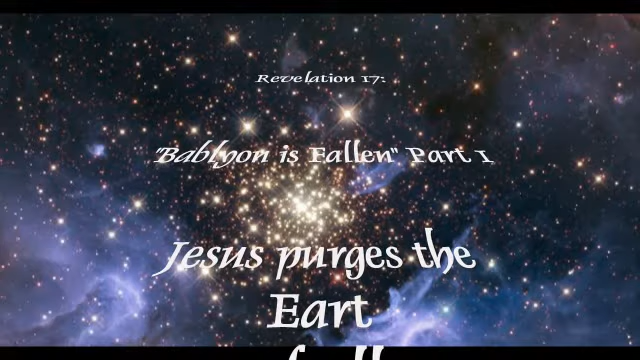 Revelation 17:
"Bablyon is Fallen" Part 1
Jesus purges the
Eart